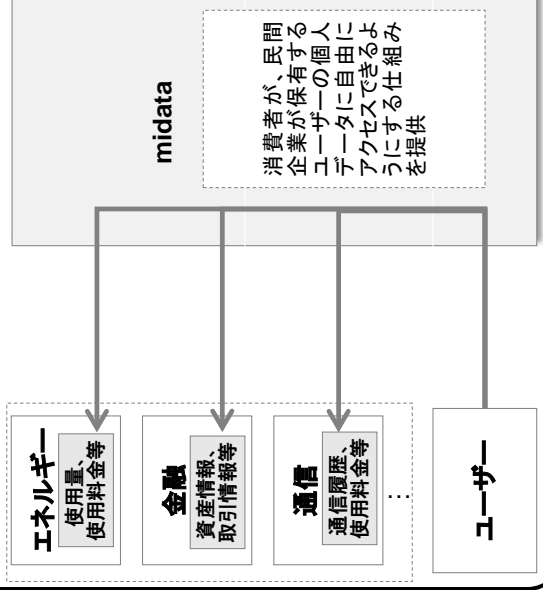 midata
消費者が、民間
企業が保有する
ユーザーの個人
データに自由に
アクセスできるよ
うにする仕組み
を提供
エネルギー
使用量、
使用料金等
金融
資産情報、
取引情報等
通信
通信履歴、
使用料金等
…
ユーザー